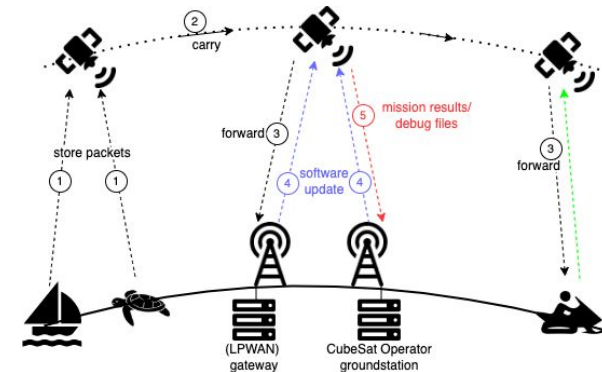 2
carry
5
mission results/
debug files
forward 3
3
forward
store packets
1
1
4
software
update
4
(LPWAN)
gateway
CubeSat Operator
groundstation